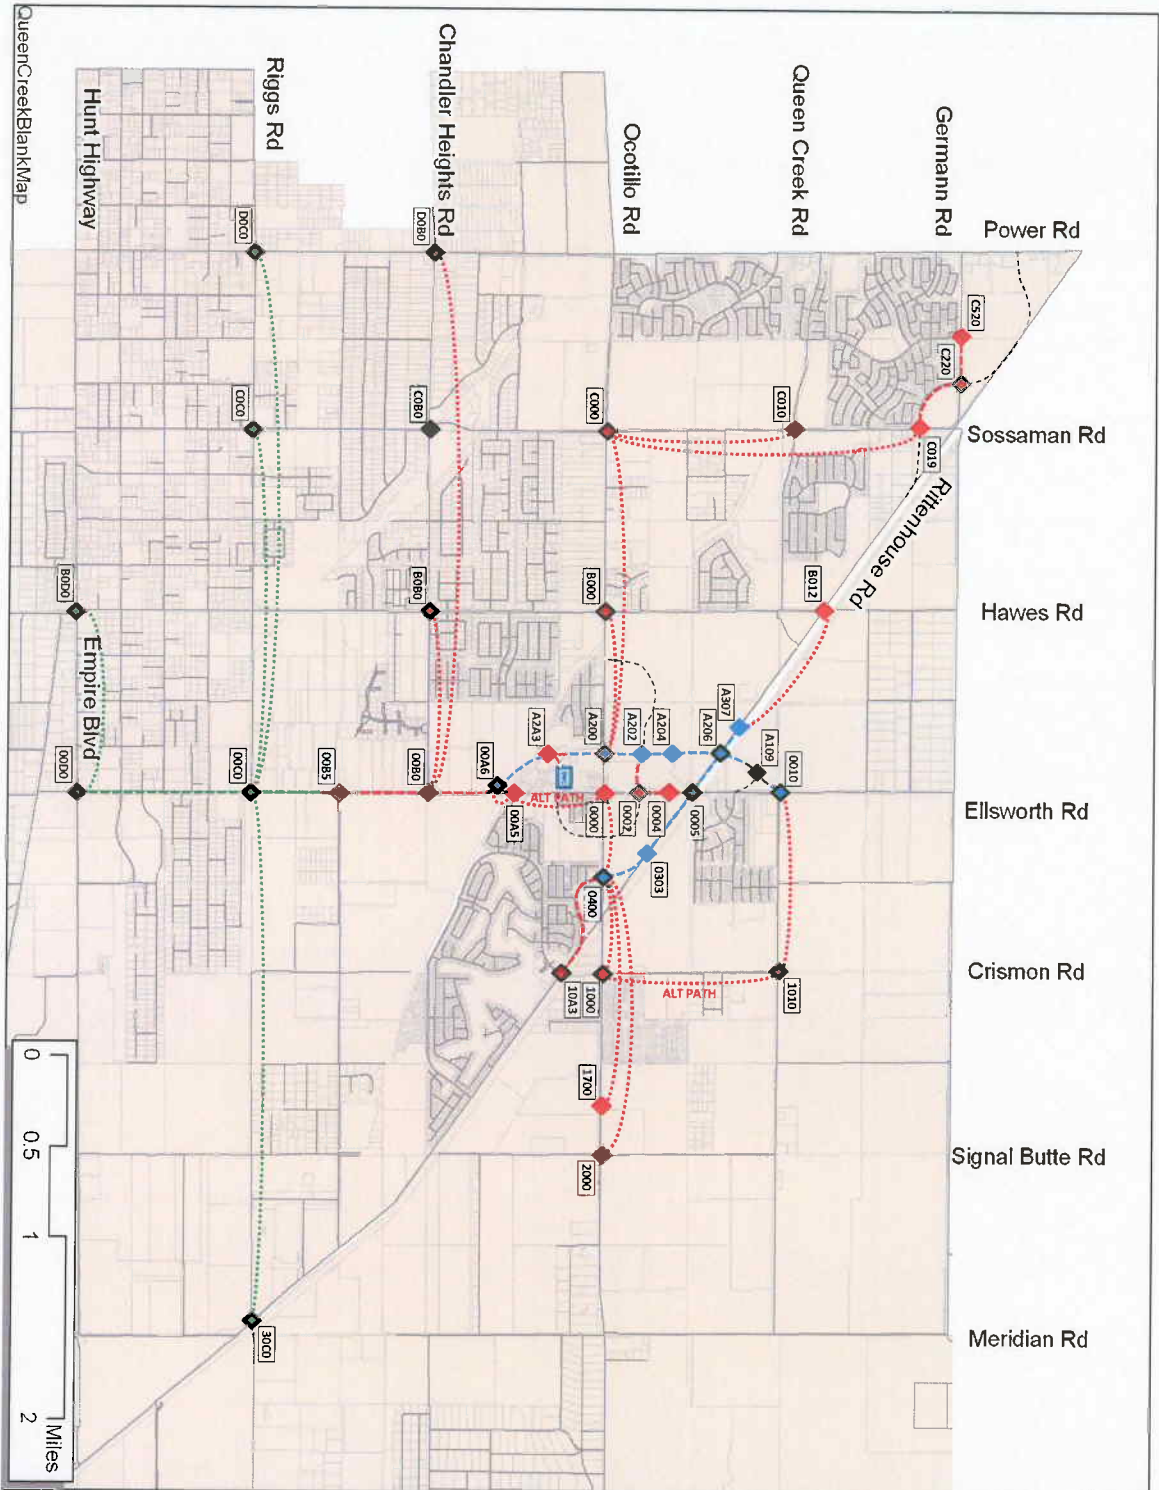 QueenCreekBlankMap
Hunt Highway
Riggs Rd
Chandler Heights Rd
Ocotillo Rd
Queen Creek Rd
Germann Rd
Power Rd
Sossaman Rd
Hawes Rd
Ellsworth Rd
Crismon Rd
Signal Butte Rd
Meridian Rd
Rittenhouse Rd
Empire Blvd
D0C0
D0B0
C520
C220
C0C0
C0B0
C000
C010
C019
B0D0
B0B0
B000
B012
A307
A2A3
A200
A202
A204
A206
A109
0010
00D0
00C0
00B5
00B0
00A6
00A5
ALT PATH
0000
0002
0004
0005
0303
0400
10A3
1000
ALT PATH
1010
1700
2000
30C0
0
0.5
1
2
Miles